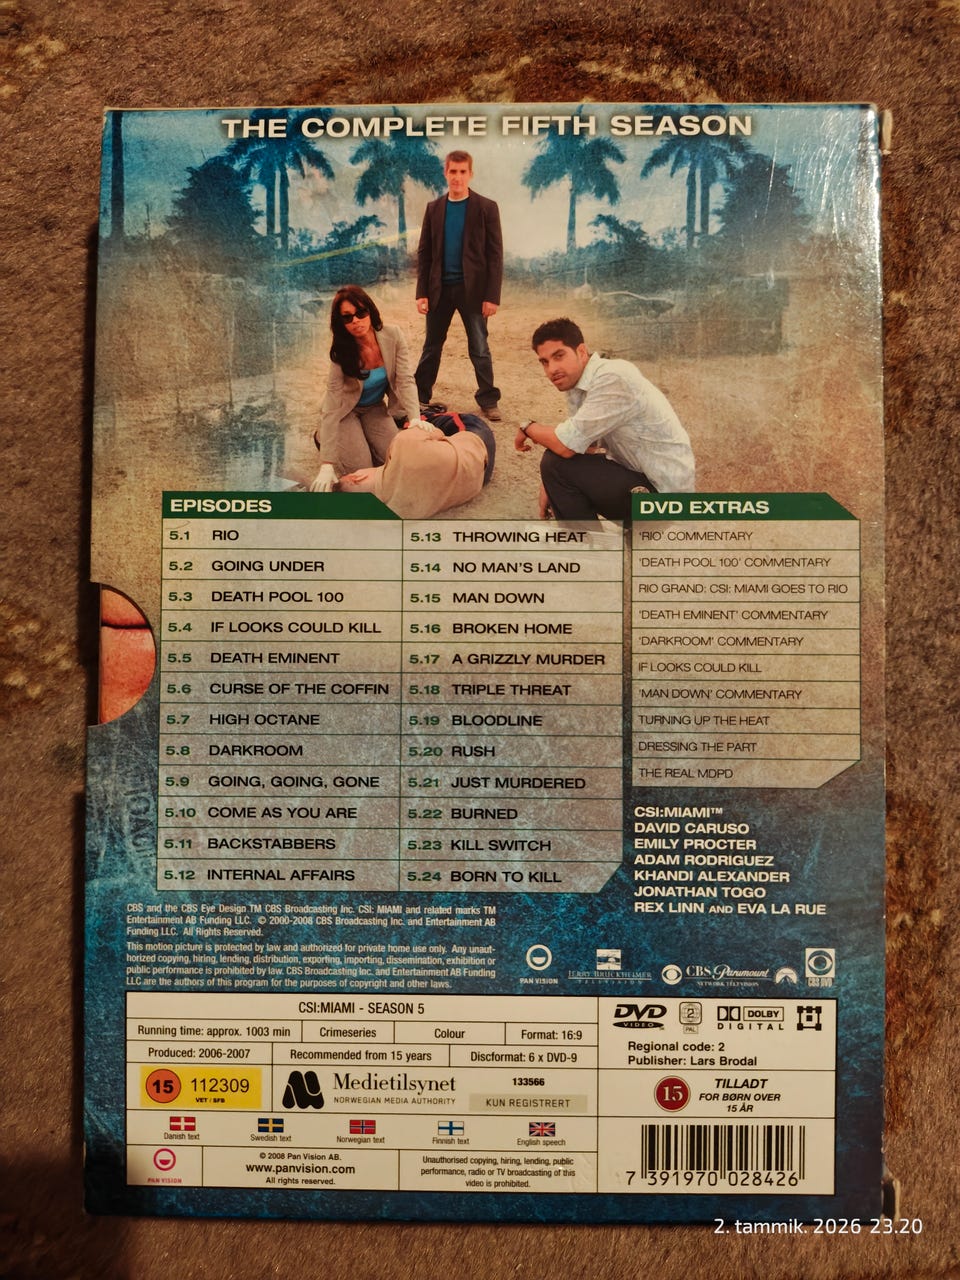 THE COMPLETE FIFTH SEASON
EPISODES
5.1 RIO
5.2 GOING UNDER
5.3 DEATH POOL 100
5.4 IF LOOKS COULD KILL
5.5 DEATH EMINENT
5.6 CURSE OF THE COFFIN
5.7 HIGH OCTANE
5.8 DARKROOM
5.9 GOING, GOING, GONE
5.10 COME AS YOU ARE
5.11 BACKSTABBERS
5.12 INTERNAL AFFAIRS
5.13 THROWING HEAT
5.14 NO MAN'S LAND
5.15 MAN DOWN
5.16 BROKEN HOME
5.17 A GRIZZLY MURDER
5.18 TRIPLE THREAT
5.19 BLOODLINE
5.20 RUSH
5.21 JUST MURDERED
5.22 BURNED
5.23 KILL SWITCH
5.24 BORN TO KILL
DVD EXTRAS
'RIO' COMMENTARY
'DEATH POOL 100' COMMENTARY
RIO GRAND: CSI: MIAMI GOES TO RIO
'DEATH EMINENT' COMMENTARY
'DARKROOM' COMMENTARY
IF LOOKS COULD KILL
'MAN DOWN' COMMENTARY
TURNING UP THE HEAT
DRESSING THE PART
THE REAL MDPD
CSI:MIAMI™
DAVID CARUSO
EMILY PROCTER
ADAM RODRIGUEZ
KHANDI ALEXANDER
JONATHAN TOGO
REX LINN AND EVA LA RUE
CBS and the CBS Eye Design TM CBS Broadcasting Inc. CSI: MIAMI and related marks TM
Entertainment AB Funding LLC. © 2000-2008 CBS Broadcasting Inc. and Entertainment AB
Funding LLC. All Rights Reserved.
This motion picture is protected by law and authorized for private home use only. Any unaut-
horized copying, hiring, lending, distribution, exporting, importing, dissemination, exhibition or
public performance is prohibited by law. CBS Broadcasting Inc. and Entertainment AB Funding
LLC are the authors of this program for the purposes of copyright and other laws.
PAN VISION
JERRY BRUCKHEIMER
TELEVISION
CBS Paramount
NETWORK TELEVISION
CBS DVD
CSI:MIAMI - SEASON 5
Running time: approx. 1003 min
Crimeseries
Colour
Format: 16:9
Produced: 2006-2007
Recommended from 15 years
Discformat: 6 x DVD-9
15 112309
VET / SFB
Medietilsynet
NORWEGIAN MEDIA AUTHORITY
133566
KUN REGISTRERT
Danish text
Swedish text
Norwegian text
Finnish text
English speech
PAN VISION
© 2008 Pan Vision AB.
www.panvision.com
All rights reserved.
Unauthorised copying, hiring, lending, public
performance, radio or TV broadcasting of this
video is prohibited.
DVD
VIDEO
2
PAL
DOLBY
DIGITAL
Regional code: 2
Publisher: Lars Brodal
15
TILLADT
FOR BØRN OVER
15 ÅR
7 391970 028426
2. tammik. 2026 23.20